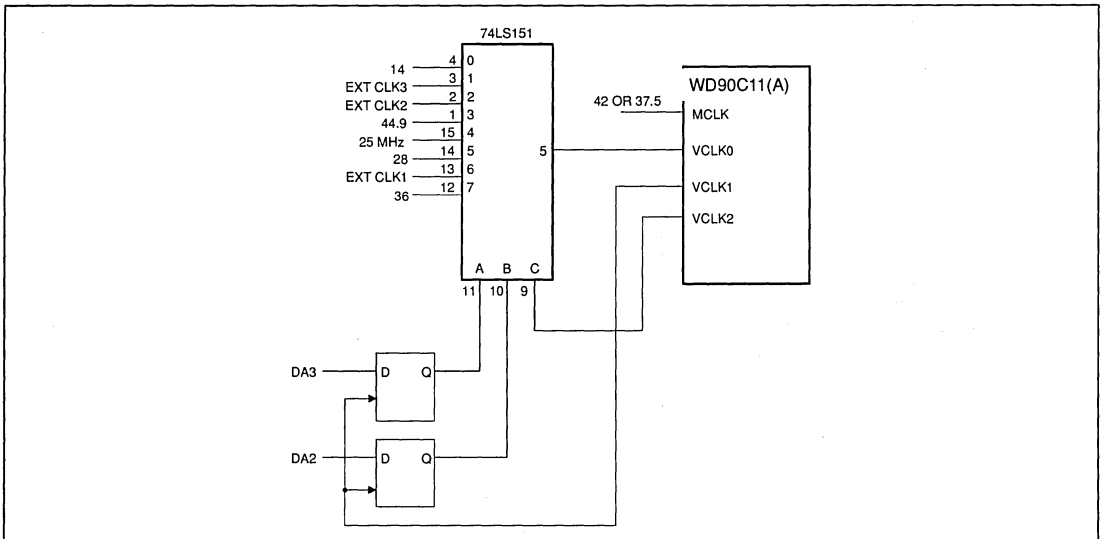 74LS151
14 4 0
EXT CLK3 3 1
EXT CLK2 2 2
44.9 1 3
25 MHz 15 4
28 14 5
EXT CLK1 13 6
36 12 7
5
A B C
11 10 9
WD90C11(A)
42 OR 37.5 MCLK
VCLK0
VCLK1
VCLK2
DA3 D Q
DA2 D Q